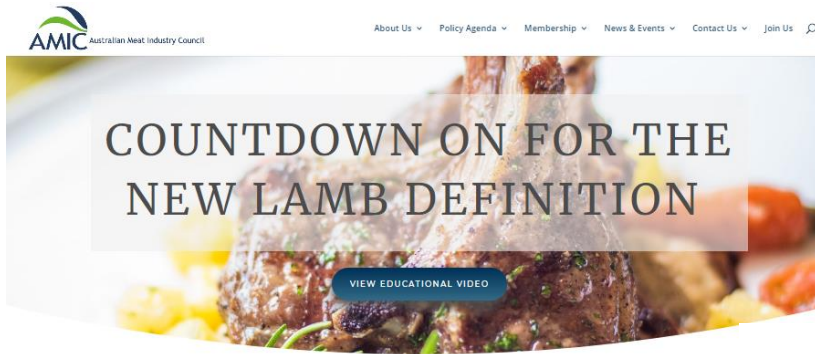 AMIC Australian Meat Industry Council
About Us Policy Agenda Membership News & Events Contact Us Join Us
COUNTDOWN ON FOR THE
NEW LAMB DEFINITION
VIEW EDUCATIONAL VIDEO